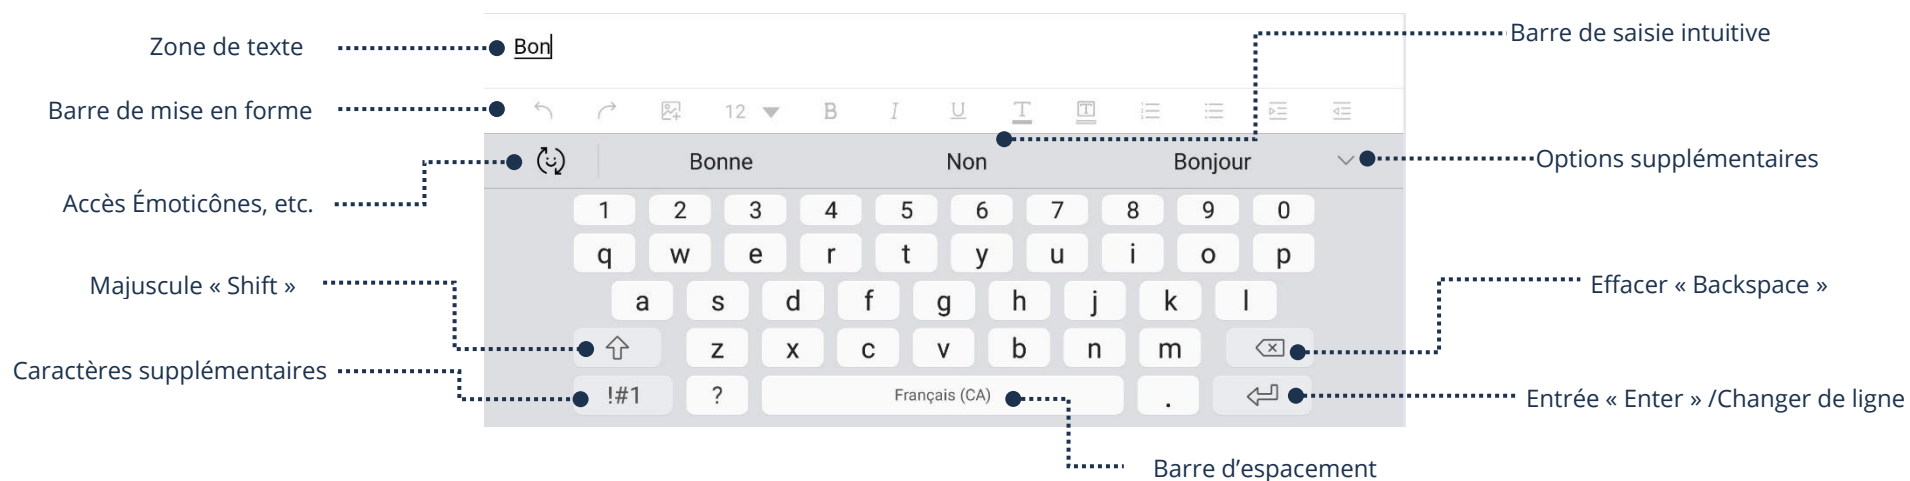 Zone de texte
Bon
Barre de saisie intuitive
Barre de mise en forme
12 B I U T T
Bonne Non Bonjour
Options supplémentaires
Accès Émoticônes, etc.
1 2 3 4 5 6 7 8 9 0
q w e r t y u i o p
Majuscule « Shift »
a s d f g h j k l
Effacer « Backspace »
z x c v b n m
Caractères supplémentaires
!#1 ? Français (CA) .
Entrée « Enter » /Changer de ligne
Barre d’espacement